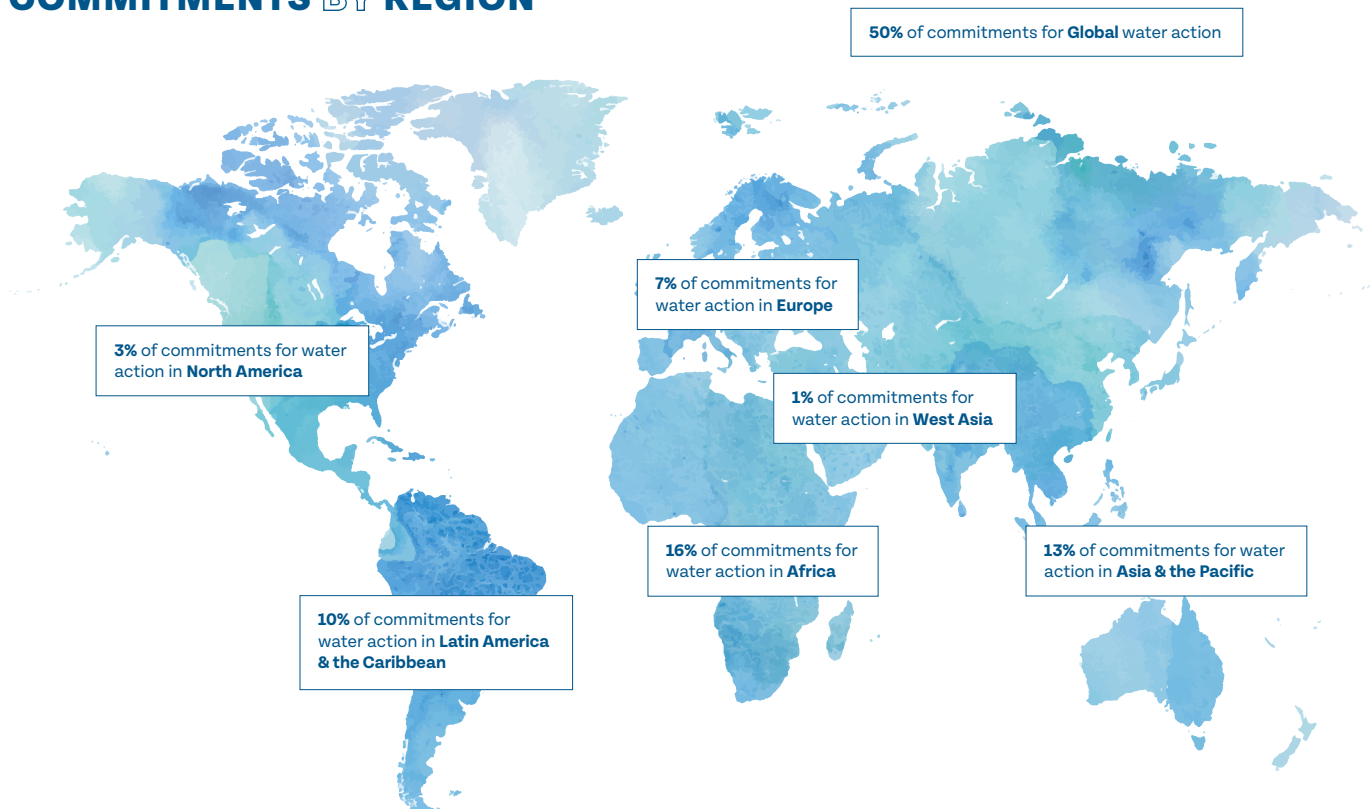 COMMITMENTS BY REGION
50% of commitments for Global water action
7% of commitments for
water action in Europe
3% of commitments for water
action in North America
1% of commitments for
water action in West Asia
16% of commitments for
water action in Africa
13% of commitments for water
action in Asia & the Pacific
10% of commitments for
water action in Latin America
& the Caribbean